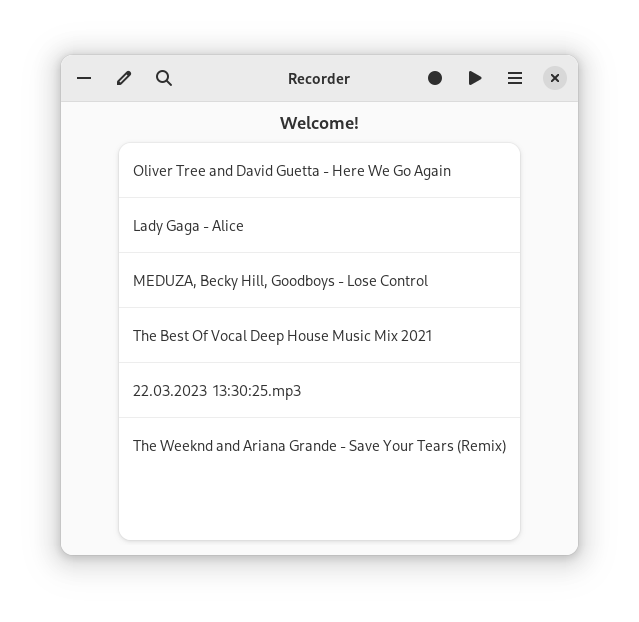 Recorder
Welcome!
Oliver Tree and David Guetta - Here We Go Again
Lady Gaga - Alice
MEDUZA, Becky Hill, Goodboys - Lose Control
The Best Of Vocal Deep House Music Mix 2021
22.03.2023 13:30:25.mp3
The Weeknd and Ariana Grande - Save Your Tears (Remix)